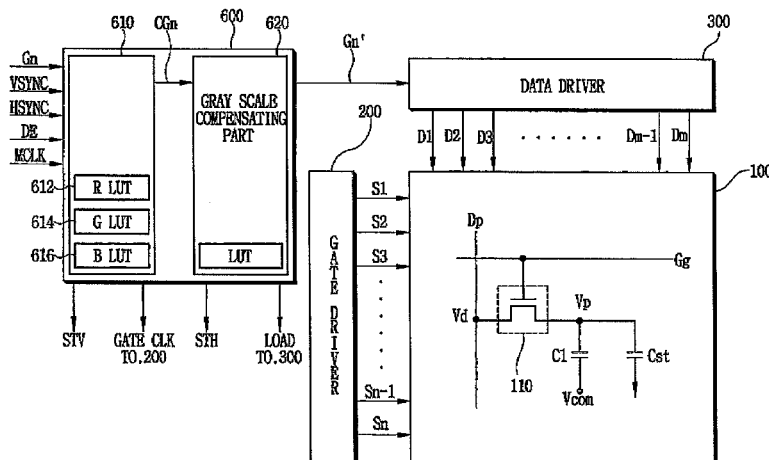 610
CGn
600
620
Gn'
300
Gn
VSYNC
HSYNC
DE
MCLK
GRAY SCALE
COMPENSATING
PART
DATA DRIVER
200
D1
D2
D3
Dm-1
Dm
100
612
R LUT
614
G LUT
616
B LUT
LUT
GATE DRIVER
S1
S2
S3
Sn-1
Sn
Dp
Gg
Vd
Vp
110
C1
Cst
Vcom
STV
GATE CLK
TO.200
STH
LOAD
TO.300